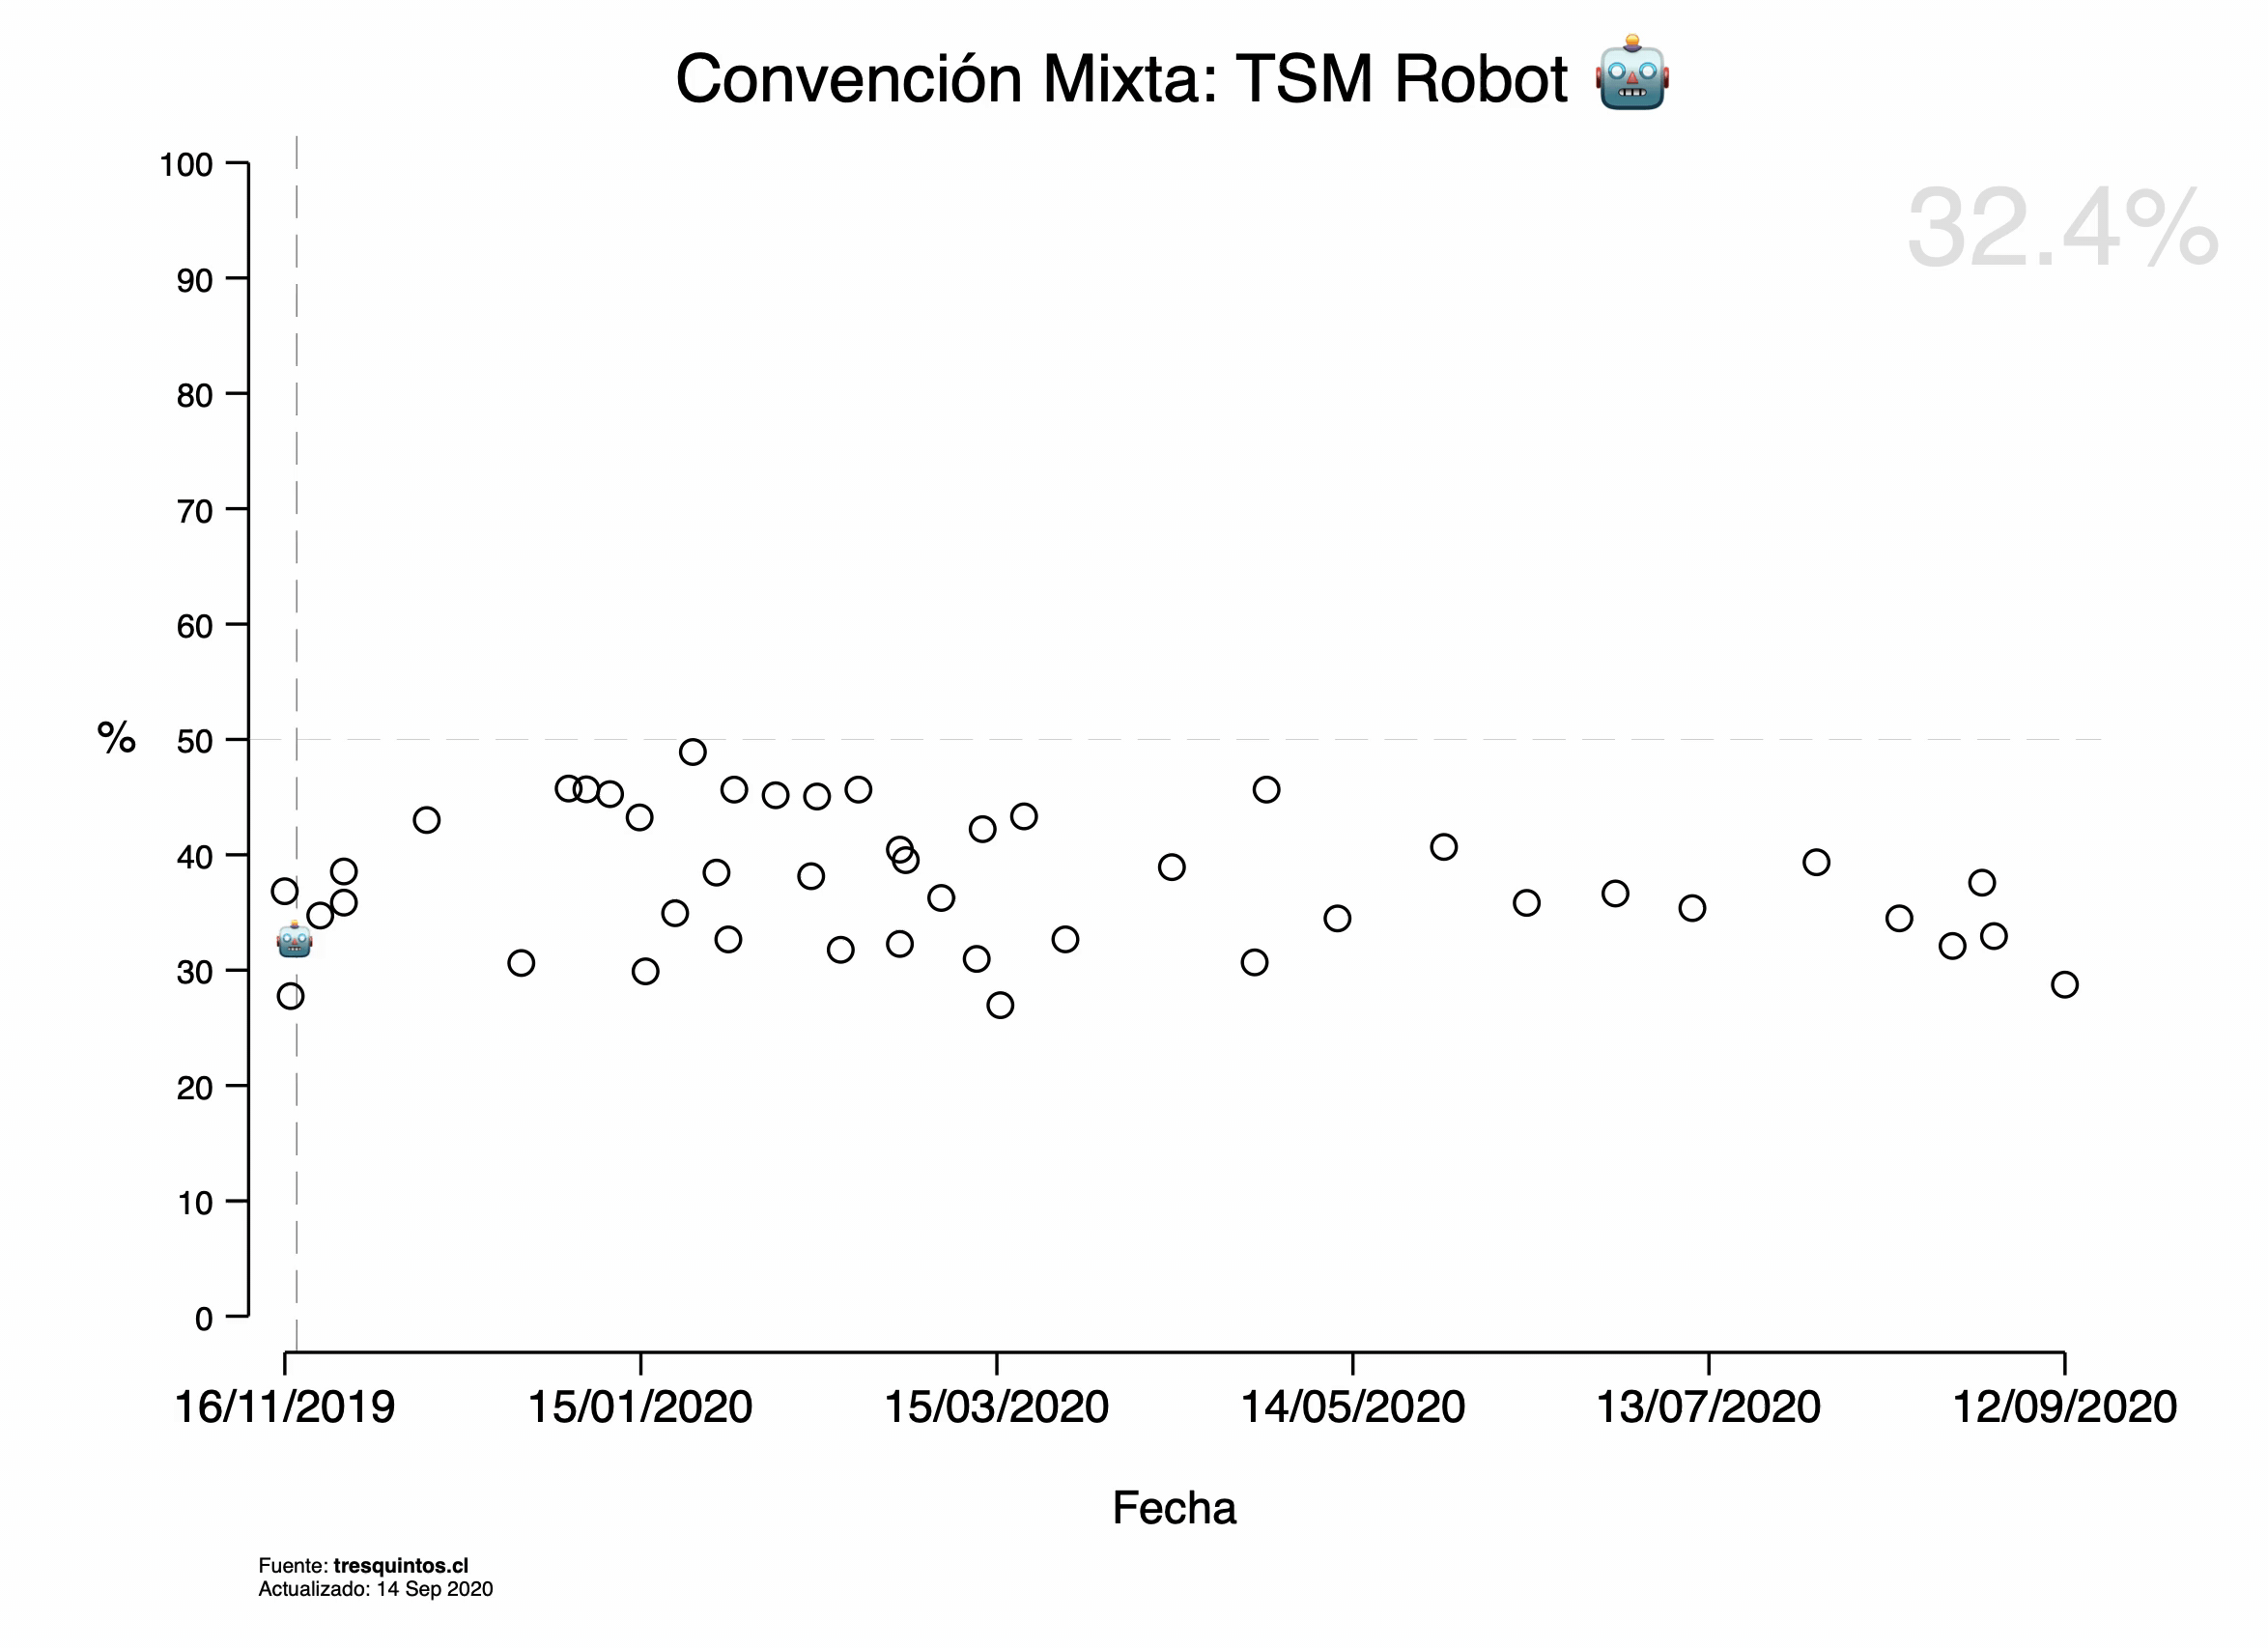 Convención Mixta: TSM Robot 🤖
32.4%
100
90
80
70
60
50
40
30
20
10
0
%
16/11/2019 15/01/2020 15/03/2020 14/05/2020 13/07/2020 12/09/2020
Fecha
Fuente: tresquintos.cl
Actualizado: 14 Sep 2020